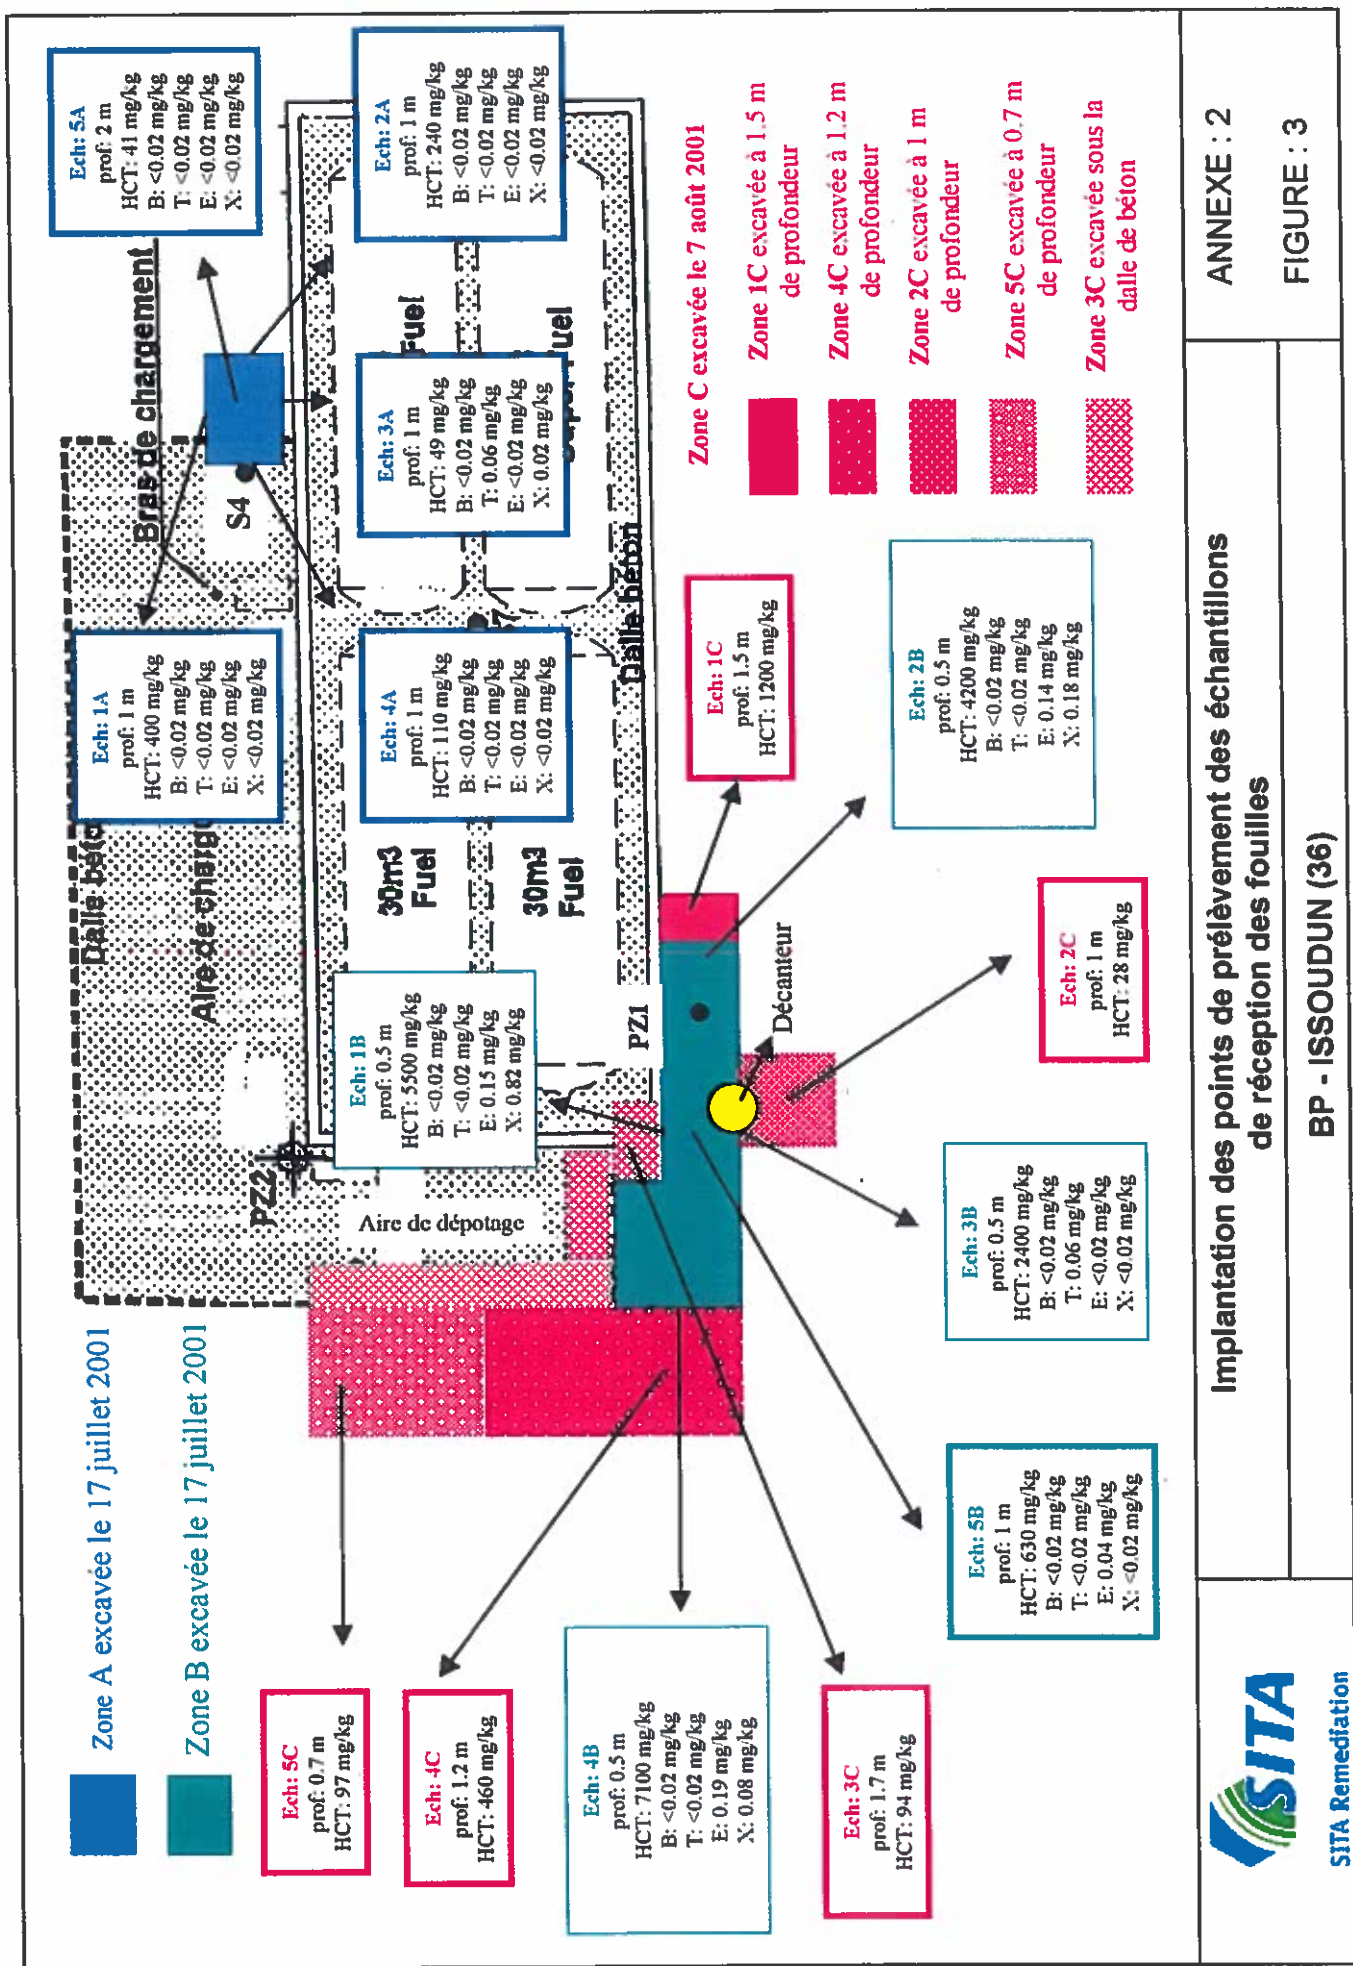 Zone A excavée le 17 juillet 2001
Zone B excavée le 17 juillet 2001
Ech: 5C
prof: 0.7 m
HCT: 97 mg/kg
Ech: 4C
prof: 1.2 m
HCT: 460 mg/kg
Ech: 4B
prof: 0.5 m
HCT: 7100 mg/kg
B: <0.02 mg/kg
T: <0.02 mg/kg
E: 0.19 mg/kg
X: 0.08 mg/kg
Ech: 3C
prof: 1.7 m
HCT: 94 mg/kg
Ech: 5B
prof: 1 m
HCT: 630 mg/kg
B: <0.02 mg/kg
T: <0.02 mg/kg
E: 0.04 mg/kg
X: <0.02 mg/kg
Ech: 3B
prof: 0.5 m
HCT: 2400 mg/kg
B: <0.02 mg/kg
T: 0.06 mg/kg
E: <0.02 mg/kg
X: <0.02 mg/kg
Ech: 2C
prof: 1 m
HCT: 28 mg/kg
Ech: 2B
prof: 0.5 m
HCT: 4200 mg/kg
B: <0.02 mg/kg
T: <0.02 mg/kg
E: 0.14 mg/kg
X: 0.18 mg/kg
Ech: 1C
prof: 1.5 m
HCT: 1200 mg/kg
Ech: 1B
prof: 0.5 m
HCT: 5500 mg/kg
B: <0.02 mg/kg
T: <0.02 mg/kg
E: 0.15 mg/kg
X: 0.82 mg/kg
Ech: 1A
prof: 1 m
HCT: 400 mg/kg
B: <0.02 mg/kg
T: <0.02 mg/kg
E: <0.02 mg/kg
X: <0.02 mg/kg
Ech: 4A
prof: 1 m
HCT: 110 mg/kg
B: <0.02 mg/kg
T: <0.02 mg/kg
E: <0.02 mg/kg
X: <0.02 mg/kg
Ech: 3A
prof: 1 m
HCT: 49 mg/kg
B: <0.02 mg/kg
T: 0.06 mg/kg
E: <0.02 mg/kg
X: 0.02 mg/kg
Ech: 5A
prof: 2 m
HCT: 41 mg/kg
B: <0.02 mg/kg
T: <0.02 mg/kg
E: <0.02 mg/kg
X: <0.02 mg/kg
Ech: 2A
prof: 1 m
HCT: 240 mg/kg
B: <0.02 mg/kg
T: <0.02 mg/kg
E: <0.02 mg/kg
X: <0.02 mg/kg
Bras de chargement
S4
PZ2
Aire de dépotage
PZ1
Décanteur
30m3
Fuel
30m3
Fuel
Fuel
Fuel
Dalle béton
Zone C excavée le 7 août 2001
Zone 1C excavée à 1.5 m
de profondeur
Zone 4C excavée à 1.2 m
de profondeur
Zone 2C excavée à 1 m
de profondeur
Zone 5C excavée à 0.7 m
de profondeur
Zone 3C excavée sous la
dalle de béton
SITA
SITA Remediation
Implantation des points de prélèvement des échantillons
de réception des fouilles
BP - ISSOUDUN (36)
ANNEXE : 2
FIGURE : 3